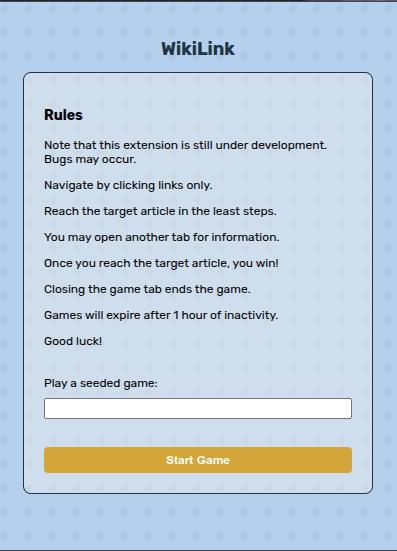 WikiLink
Rules
Note that this extension is still under development.
Bugs may occur.
Navigate by clicking links only.
Reach the target article in the least steps.
You may open another tab for information.
Once you reach the target article, you win!
Closing the game tab ends the game.
Games will expire after 1 hour of inactivity.
Good luck!
Play a seeded game:
Start Game